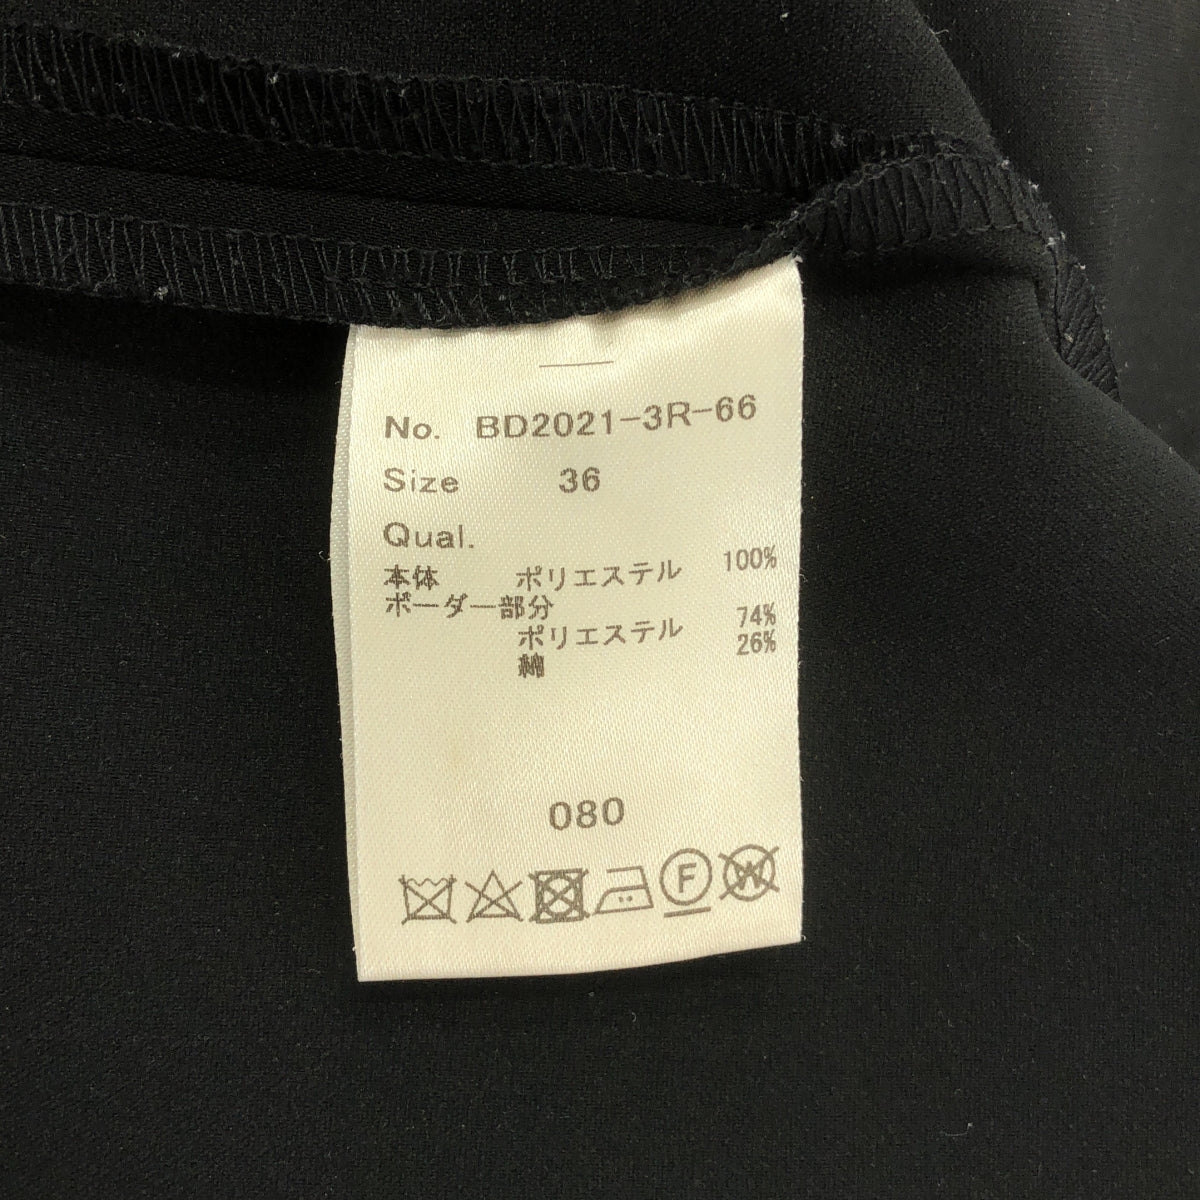 No. BD2021-3R-66
Size 36
Qual.
本体 ポリエステル 100%
ボーダー部分
ポリエステル 74%
綿 26%
080
F
W